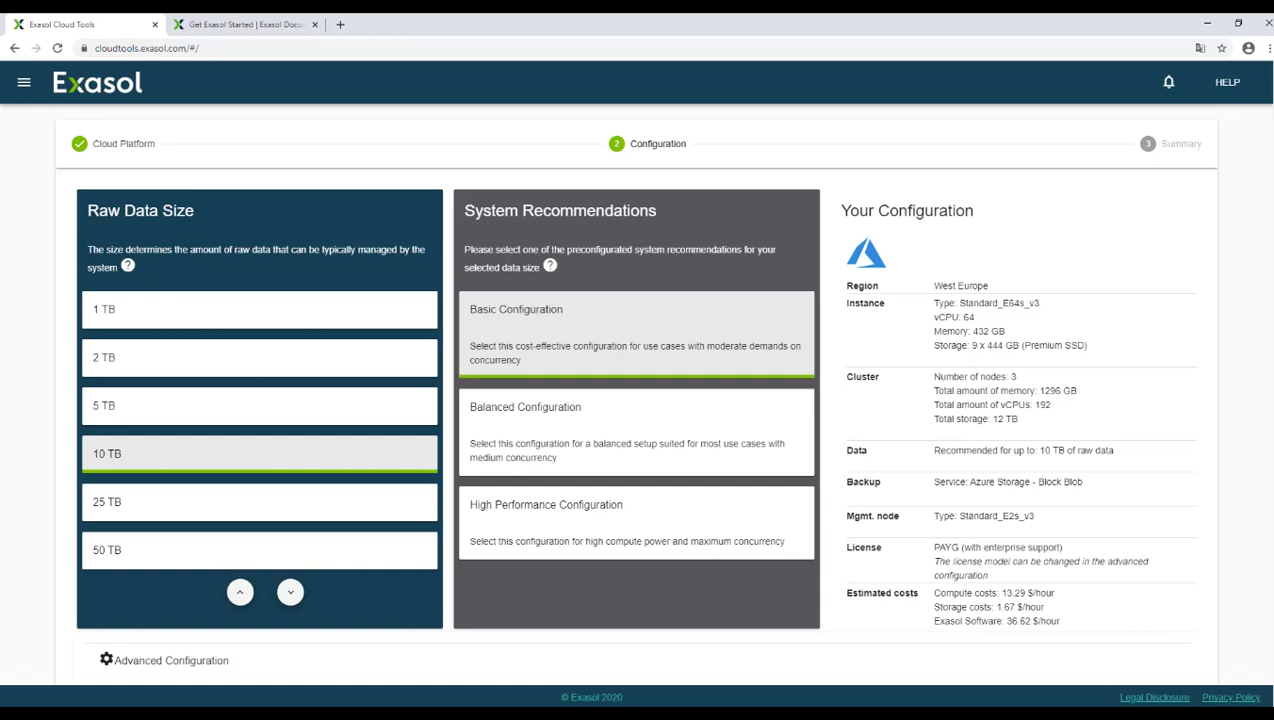 Exasol Cloud Tools
Get Exasol Started | Exasol Docu
cloudtools.exasol.com/#/
Exasol
HELP
Cloud Platform
2 Configuration
3 Summary
Raw Data Size
The size determines the amount of raw data that can be typically managed by the
system ?
1 TB
2 TB
5 TB
10 TB
25 TB
50 TB
System Recommendations
Please select one of the preconfigurated system recommendations for your
selected data size ?
Basic Configuration
Select this cost-effective configuration for use cases with moderate demands on
concurrency
Balanced Configuration
Select this configuration for a balanced setup suited for most use cases with
medium concurrency
High Performance Configuration
Select this configuration for high compute power and maximum concurrency
Your Configuration
Region West Europe
Instance Type: Standard_E64s_v3
vCPU: 64
Memory: 432 GB
Storage: 9 x 444 GB (Premium SSD)
Cluster Number of nodes: 3
Total amount of memory: 1296 GB
Total amount of vCPUs: 192
Total storage: 12 TB
Data Recommended for up to: 10 TB of raw data
Backup Service: Azure Storage - Block Blob
Mgmt. node Type: Standard_E2s_v3
License PAYG (with enterprise support)
The license model can be changed in the advanced
configuration
Estimated costs Compute costs: 13.29 $/hour
Storage costs: 1.67 $/hour
Exasol Software: 36.62 $/hour
Advanced Configuration
© Exasol 2020
Legal Disclosure Privacy Policy